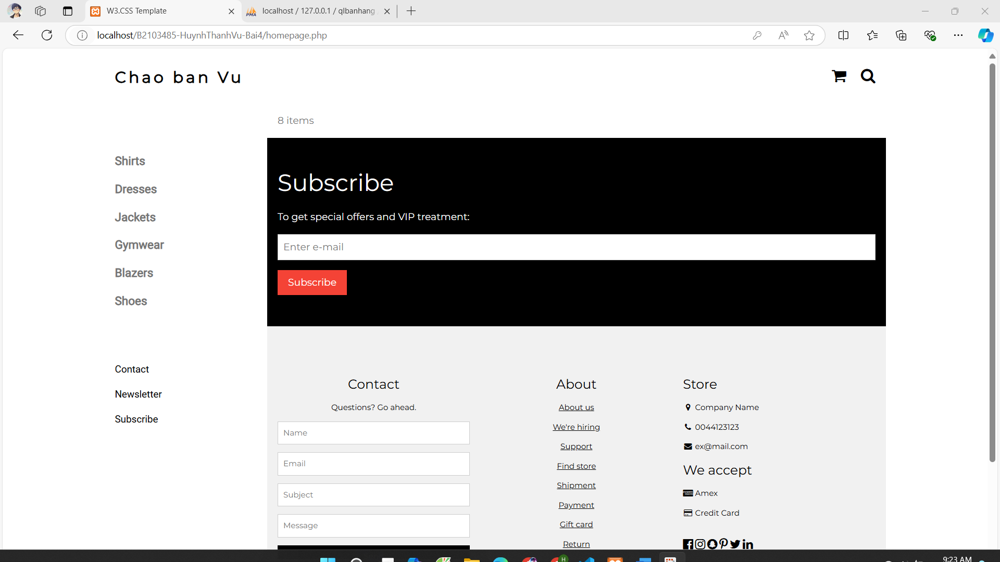 W3.CSS Template
localhost / 127.0.0.1 / qlbanhang
localhost/B2103485-HuynhThanhVu-Bai4/homepage.php
Chao ban Vu
8 items
Shirts
Dresses
Jackets
Gymwear
Blazers
Shoes
Contact
Newsletter
Subscribe
Subscribe
To get special offers and VIP treatment:
Enter e-mail
Subscribe
Contact
Questions? Go ahead.
Name
Email
Subject
Message
About
About us
We're hiring
Support
Find store
Shipment
Payment
Gift card
Return
Store
Company Name
0044123123
ex@mail.com
We accept
Amex
Credit Card
9:23 AM